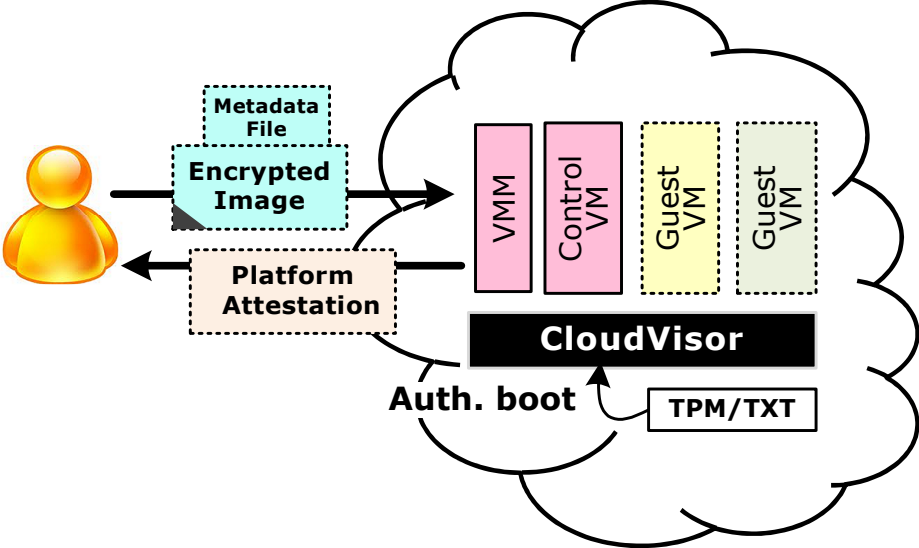 Metadata
File
Encrypted
Image
Platform
Attestation
VMM
Control
VM
Guest
VM
Guest
VM
CloudVisor
Auth. boot
TPM/TXT